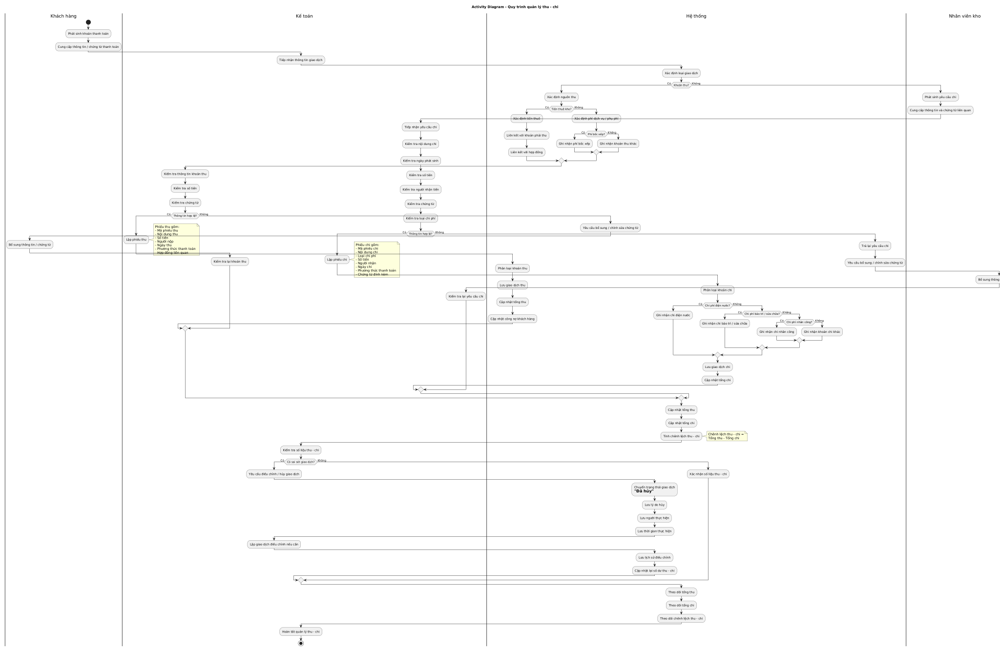 Activity Diagram - Quy trình quản lý thu - chi
Khách hàng
Kế toán
Hệ thống
Nhân viên kho
Phát sinh khoản thanh toán
Cung cấp thông tin / chứng từ thanh toán
Tiếp nhận thông tin giao dịch
Xác định loại giao dịch
Có
Khoản thu?
Không
Xác định nguồn thu
Phát sinh yêu cầu chi
Có
Tiền thuê kho?
Không
Cung cấp thông tin và chứng từ liên quan
Xác định tiền thuê
Xác định phí dịch vụ / phụ phí
Tiếp nhận yêu cầu chi
Liên kết với khoản phải thu
Có
Phí bốc xếp?
Không
Kiểm tra nội dung chi
Ghi nhận phí bốc xếp
Ghi nhận khoản thu khác
Liên kết với hợp đồng
Kiểm tra ngày phát sinh
Kiểm tra thông tin khoản thu
Kiểm tra số tiền
Kiểm tra số tiền
Kiểm tra người nhận tiền
Kiểm tra chứng từ
Kiểm tra chứng từ
Có
Thông tin hợp lệ?
Không
Kiểm tra loại chi phí
Phiếu thu gồm:
- Mã phiếu thu
- Nội dung thu
- Số tiền
- Người nộp
- Ngày thu
- Phương thức thanh toán
- Hợp đồng liên quan
Lập phiếu thu
Yêu cầu bổ sung / chỉnh sửa chứng từ
Có
Thông tin hợp lệ?
Không
Bổ sung thông tin / chứng từ
Trả lại yêu cầu chi
Phiếu chi gồm:
- Mã phiếu chi
- Nội dung chi
- Loại chi phí
- Số tiền
- Người nhận
- Ngày chi
- Phương thức thanh toán
- Chứng từ đính kèm
Lập phiếu chi
Kiểm tra lại khoản thu
Yêu cầu bổ sung / chỉnh sửa chứng từ
Phân loại khoản thu
Bổ sung thông
Lưu giao dịch thu
Phân loại khoản chi
Kiểm tra lại yêu cầu chi
Cập nhật tổng thu
Có
Chi phí điện nước?
Không
Ghi nhận chi điện nước
Có
Chi phí bảo trì / sửa chữa?
Không
Cập nhật công nợ khách hàng
Ghi nhận chi bảo trì / sửa chữa
Có
Chi phí nhân công?
Không
Ghi nhận chi nhân công
Ghi nhận khoản chi khác
Lưu giao dịch chi
Cập nhật tổng chi
Cập nhật tổng thu
Cập nhật tổng chi
Tính chênh lệch thu - chi
Chênh lệch thu - chi =
Tổng thu - Tổng chi
Kiểm tra số liệu thu - chi
Có
Có sai sót giao dịch?
Không
Yêu cầu điều chỉnh / hủy giao dịch
Xác nhận số liệu thu - chi
Chuyển trạng thái giao dịch
"Đã hủy"
Lưu lý do hủy
Lưu người thực hiện
Lưu thời gian thực hiện
Lập giao dịch điều chỉnh nếu cần
Lưu lịch sử điều chỉnh
Cập nhật lại số dư thu - chi
Theo dõi tổng thu
Theo dõi tổng chi
Theo dõi chênh lệch thu - chi
Hoàn tất quản lý thu - chi